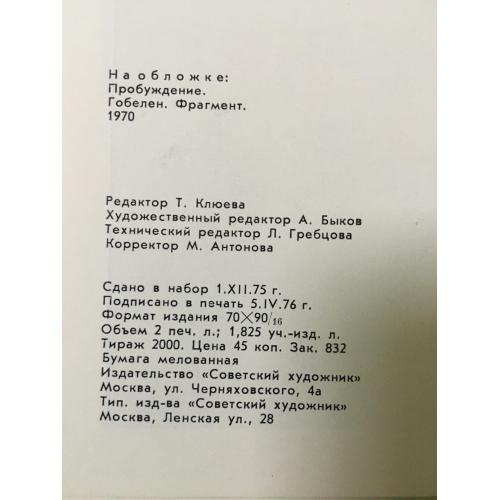 На обложке:
Пробуждение.
Гобелен. Фрагмент.
1970
Редактор Т. Клюева
Художественный редактор А. Быков
Технический редактор Л. Гребцова
Корректор М. Антонова
Сдано в набор 1.XII.75 г.
Подписано в печать 5.IV.76 г.
Формат издания 70×90/16
Объем 2 печ. л.; 1,825 уч.-изд. л.
Тираж 2000. Цена 45 коп. Зак. 832
Бумага мелованная
Издательство «Советский художник»
Москва, ул. Черняховского, 4а
Тип. изд-ва «Советский художник»
Москва, Ленская ул., 28